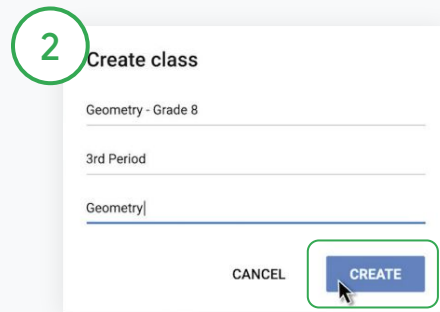 2
Create class
Geometry - Grade 8
3rd Period
Geometry
CANCEL CREATE